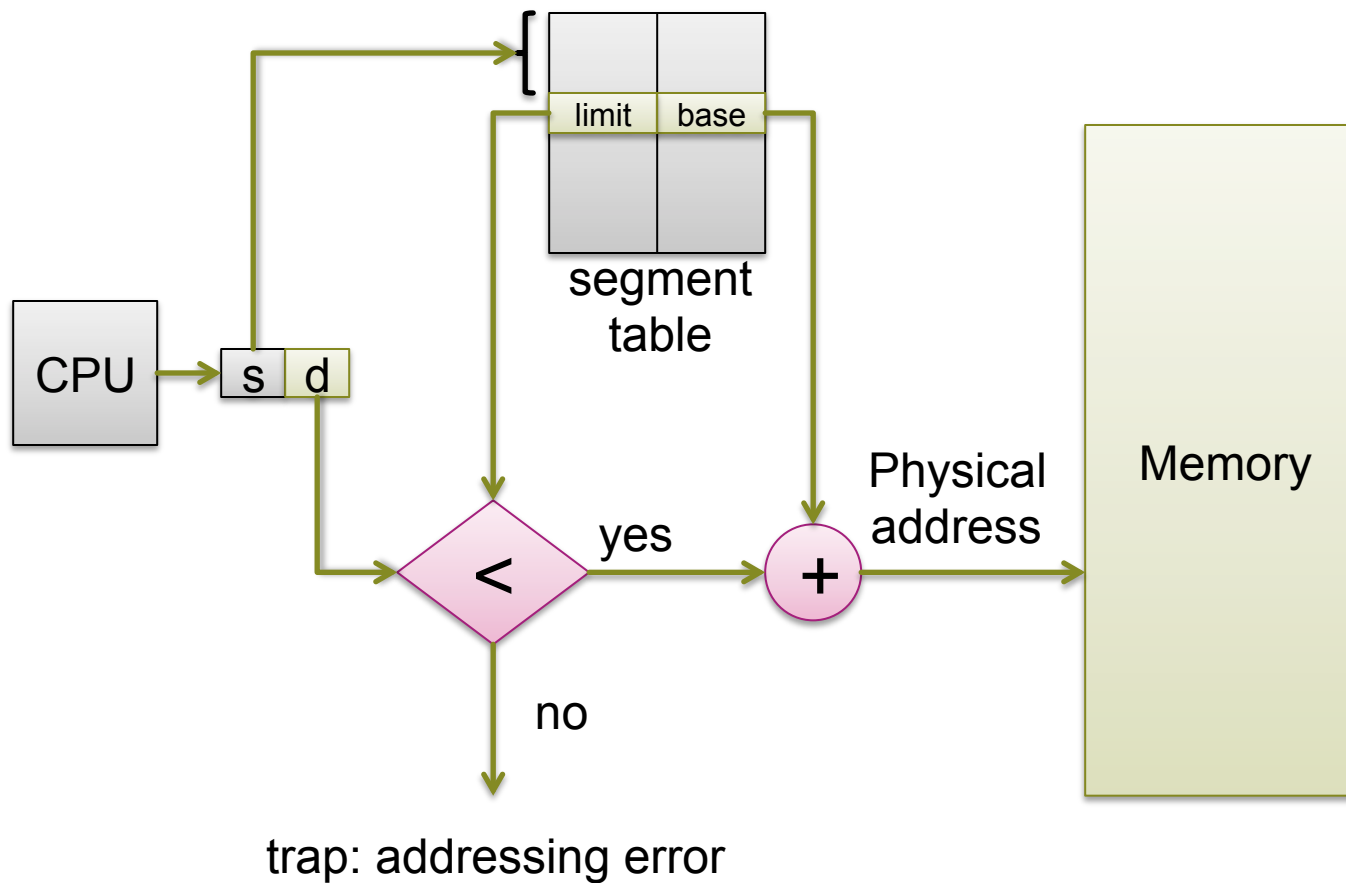 limit
base
segment
table
CPU
s
d
Physical
address
Memory
<
yes
+
no
trap: addressing error